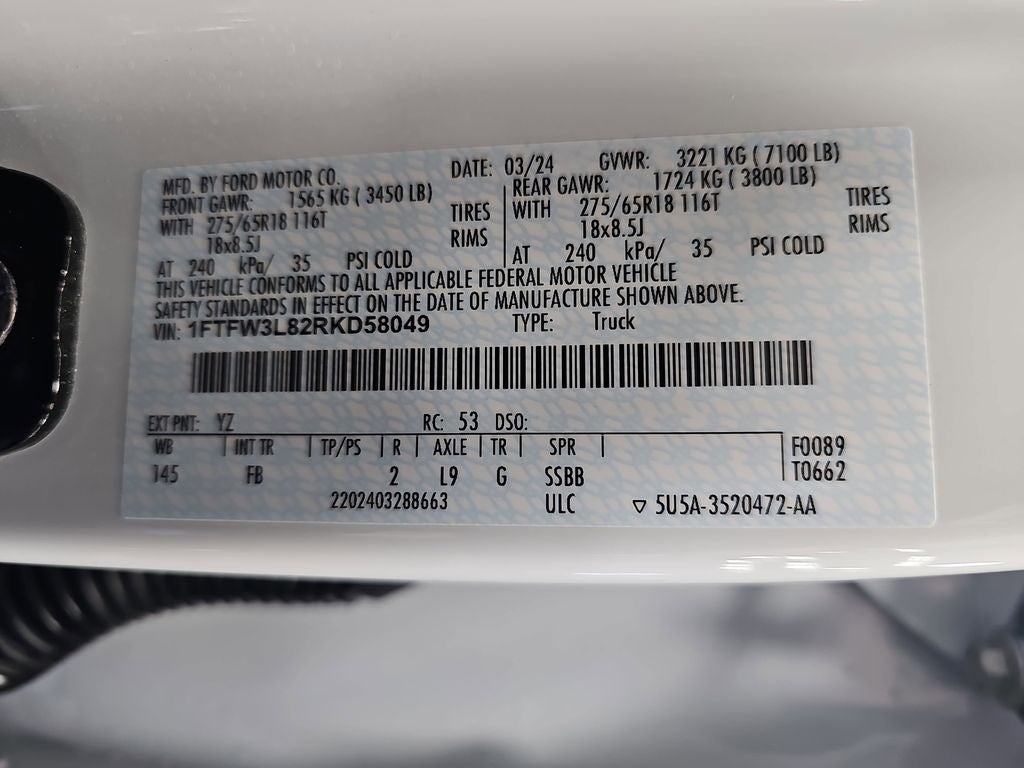 MFD. BY FORD MOTOR CO. DATE: 03/24 GVWR: 3221 KG ( 7100 LB)
FRONT GAWR: 1565 KG ( 3450 LB) REAR GAWR: 1724 KG ( 3800 LB)
WITH 275/65R18 116T TIRES WITH 275/65R18 116T TIRES
18x8.5J RIMS 18x8.5J RIMS
AT 240 kPa/ 35 PSI COLD AT 240 kPa/ 35 PSI COLD
THIS VEHICLE CONFORMS TO ALL APPLICABLE FEDERAL MOTOR VEHICLE
SAFETY STANDARDS IN EFFECT ON THE DATE OF MANUFACTURE SHOWN ABOVE.
VIN: 1FTFW3L82RKD58049 TYPE: Truck
EXT PNT: YZ RC: 53 DSO:
WB | INT TR | TP/PS | R | AXLE | TR | SPR | F0089
145 FB 2 L9 G SSBB T0662
2202403288663 ULC ▽ 5U5A-3520472-AA